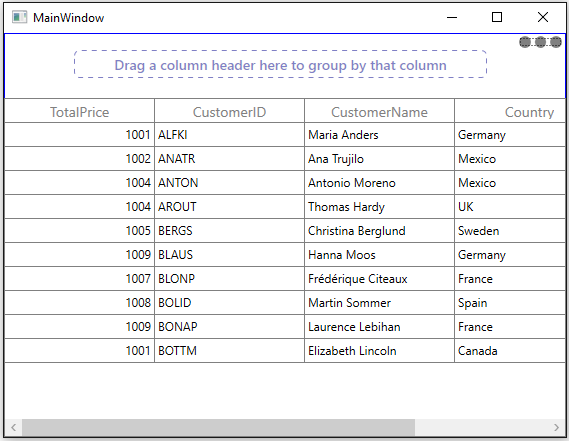 MainWindow
Drag a column header here to group by that column
TotalPrice CustomerID CustomerName Country
1001 ALFKI Maria Anders Germany
1002 ANATR Ana Trujilo Mexico
1004 ANTON Antonio Moreno Mexico
1004 AROUT Thomas Hardy UK
1005 BERGS Christina Berglund Sweden
1009 BLAUS Hanna Moos Germany
1007 BLONP Frédérique Citeaux France
1008 BOLID Martin Sommer Spain
1009 BONAP Laurence Lebihan France
1001 BOTTM Elizabeth Lincoln Canada